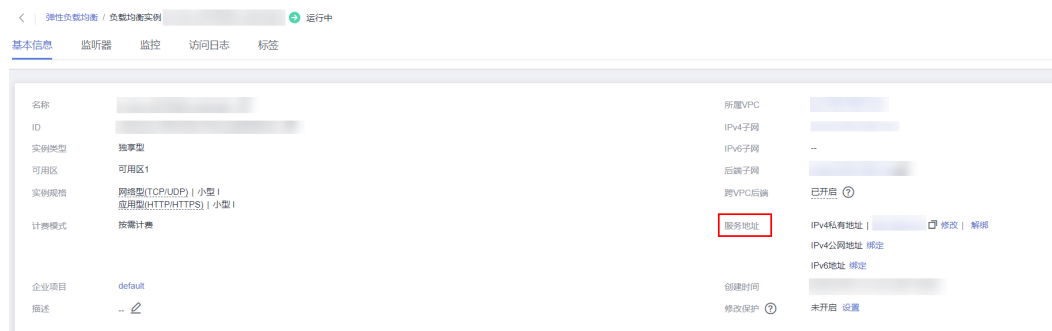 弹性负载均衡 / 负载均衡实例 运行中
基本信息 监听器 监控 访问日志 标签
名称
所属VPC
ID
IPv4子网
实例类型 独享型
IPv6子网 --
可用区 可用区1
后端子网
实例规格 网络型(TCP/UDP) | 小型 I
应用型(HTTP/HTTPS) | 小型 I
跨VPC后端 已开启
计费模式 按需计费
服务地址 IPv4私有地址 | 修改 | 解绑
IPv4公网地址 绑定
IPv6地址 绑定
企业项目 default
创建时间
描述 --
修改保护 未开启 设置